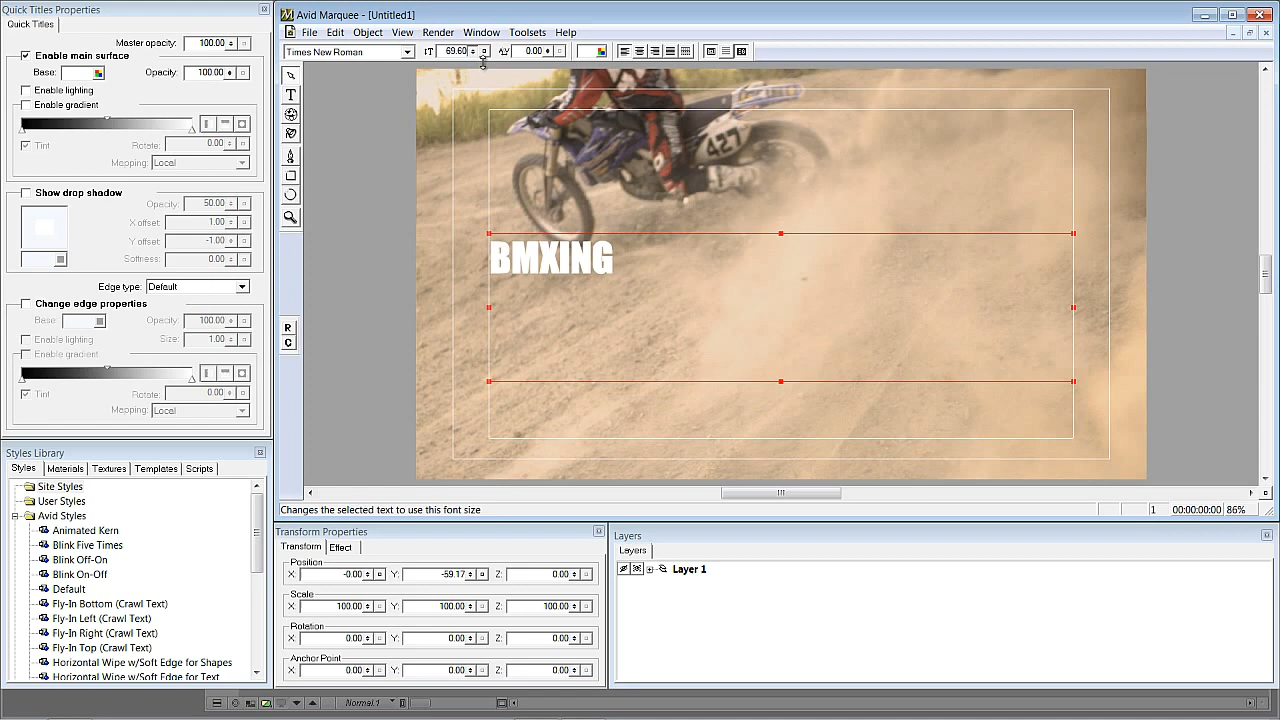 Quick Titles Properties
Quick Titles
Master opacity: 100.00
Enable main surface
Base: Opacity: 100.00
Enable lighting
Enable gradient
Tint Rotate: 0.00
Mapping: Local
Show drop shadow
Opacity: 50.00
X offset: 1.00
Y offset: -1.00
Softness: 0.00
Edge type: Default
Change edge properties
Base: Opacity: 100.00
Enable lighting Size: 1.00
Enable gradient
Tint Rotate: 0.00
Mapping: Local
Styles Library
Styles Materials Textures Templates Scripts
Site Styles
User Styles
Avid Styles
Animated Kern
Blink Five Times
Blink Off-On
Blink On-Off
Default
Fly-In Bottom (Crawl Text)
Fly-In Left (Crawl Text)
Fly-In Right (Crawl Text)
Fly-In Top (Crawl Text)
Horizontal Wipe w/Soft Edge for Shapes
Horizontal Wipe w/Soft Edge for Text
Avid Marquee - [Untitled1]
File Edit Object View Render Window Toolsets Help
Times New Roman T 69.60 AV 0.00
T
R
C
427
BMXING
Changes the selected text to use this font size 1 00:00:00:00 86%
Transform Properties
Transform Effect
Position
X: -0.00 Y: -59.17 Z: 0.00
Scale
X: 100.00 Y: 100.00 Z: 100.00
Rotation
X: 0.00 Y: 0.00 Z: 0.00
Anchor Point
X: 0.00 Y: 0.00 Z: 0.00
Layers
Layers
Layer 1
Normal.1